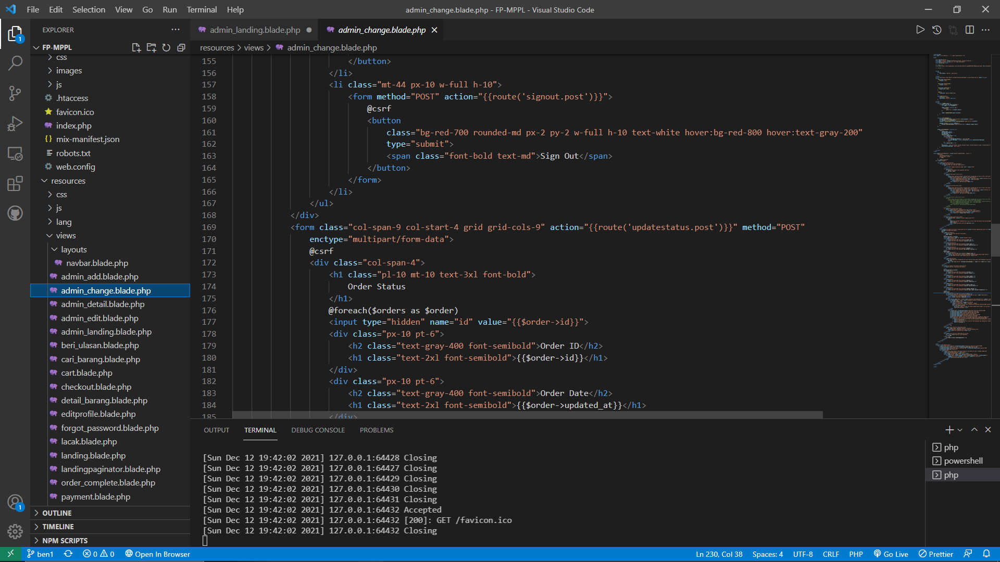 File Edit Selection View Go Run Terminal Help
admin_change.blade.php - FP-MPPL - Visual Studio Code
EXPLORER
FP-MPPL
css
images
js
.htaccess
favicon.ico
index.php
mix-manifest.json
robots.txt
web.config
resources
css
js
lang
views
layouts
navbar.blade.php
admin_add.blade.php
admin_change.blade.php
admin_detail.blade.php
admin_edit.blade.php
admin_landing.blade.php
beri_ulasan.blade.php
cari_barang.blade.php
cart.blade.php
checkout.blade.php
detail_barang.blade.php
editprofile.blade.php
forgot_password.blade.php
lacak.blade.php
landing.blade.php
landingpaginator.blade.php
order_complete.blade.php
payment.blade.php
OUTLINE
TIMELINE
NPM SCRIPTS
1
1
admin_landing.blade.php
admin_change.blade.php
resources > views > admin_change.blade.php
155 </button>
156 </li>
157 <li class="mt-44 px-10 w-full h-10">
158 <form method="POST" action="{{route('signout.post')}}">
159 @csrf
160 <button
161 class="bg-red-700 rounded-md px-2 py-2 w-full h-10 text-white hover:bg-red-800 hover:text-gray-200"
162 type="submit">
163 <span class="font-bold text-md">Sign Out</span>
164 </button>
165 </form>
166 </li>
167 </ul>
168 </div>
169 <form class="col-span-9 col-start-4 grid grid-cols-9" action="{{route('updatestatus.post')}}" method="POST"
170 enctype="multipart/form-data">
171 @csrf
172 <div class="col-span-4">
173 <h1 class="pl-10 mt-10 text-3xl font-bold">
174 Order Status
175 </h1>
176 @foreach($orders as $order)
177 <input type="hidden" name="id" value="{{$order->id}}">
178 <div class="px-10 pt-6">
179 <h2 class="text-gray-400 font-semibold">Order ID</h2>
180 <h1 class="text-2xl font-semibold">{{$order->id}}</h1>
181 </div>
182 <div class="px-10 pt-6">
183 <h2 class="text-gray-400 font-semibold">Order Date</h2>
184 <h1 class="text-2xl font-semibold">{{$order->updated_at}}</h1>
185 </div>
OUTPUT TERMINAL DEBUG CONSOLE PROBLEMS
[Sun Dec 12 19:42:02 2021] 127.0.0.1:64428 Closing
[Sun Dec 12 19:42:02 2021] 127.0.0.1:64427 Closing
[Sun Dec 12 19:42:02 2021] 127.0.0.1:64429 Closing
[Sun Dec 12 19:42:02 2021] 127.0.0.1:64430 Closing
[Sun Dec 12 19:42:02 2021] 127.0.0.1:64431 Closing
[Sun Dec 12 19:42:02 2021] 127.0.0.1:64432 Accepted
[Sun Dec 12 19:42:02 2021] 127.0.0.1:64432 [200]: GET /favicon.ico
[Sun Dec 12 19:42:02 2021] 127.0.0.1:64432 Closing
php
powershell
php
ben1 0 0 Open In Browser
Ln 230, Col 38 Spaces: 4 UTF-8 CRLF PHP Go Live Prettier